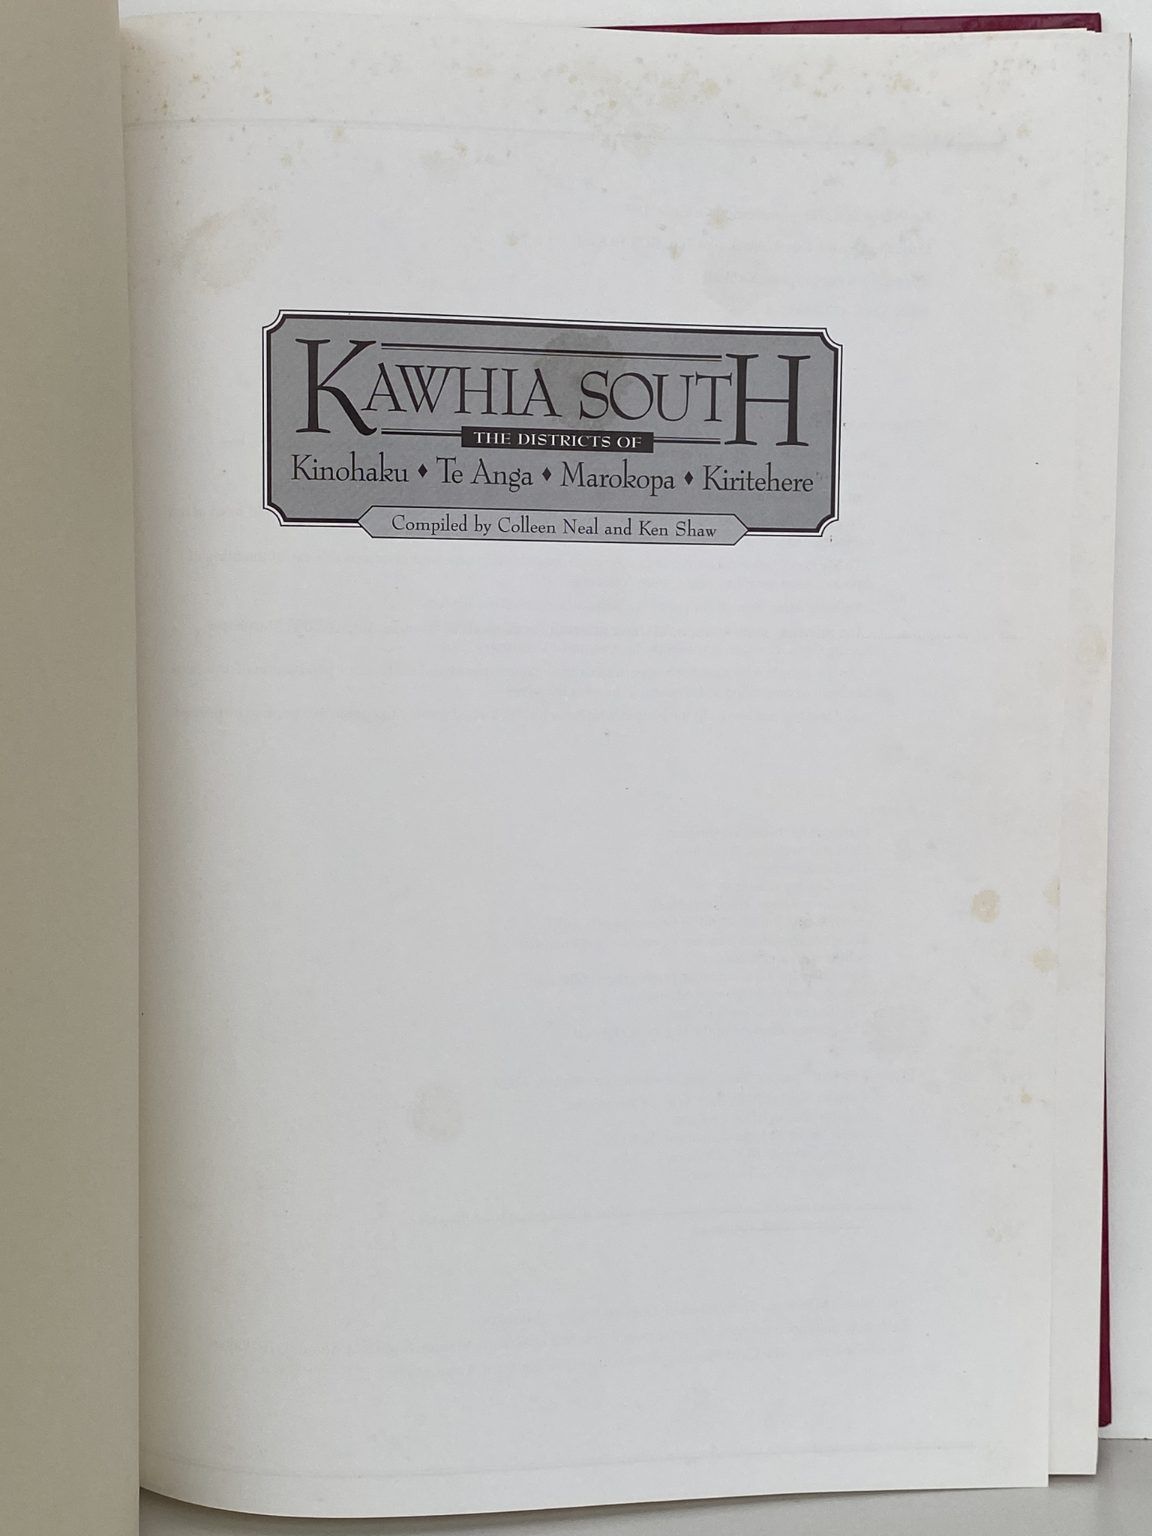 KAWHIA SOUTH
THE DISTRICTS OF
Kinohaku ♦ Te Anga ♦ Marokopa ♦ Kiritehere
Compiled by Colleen Neal and Ken Shaw